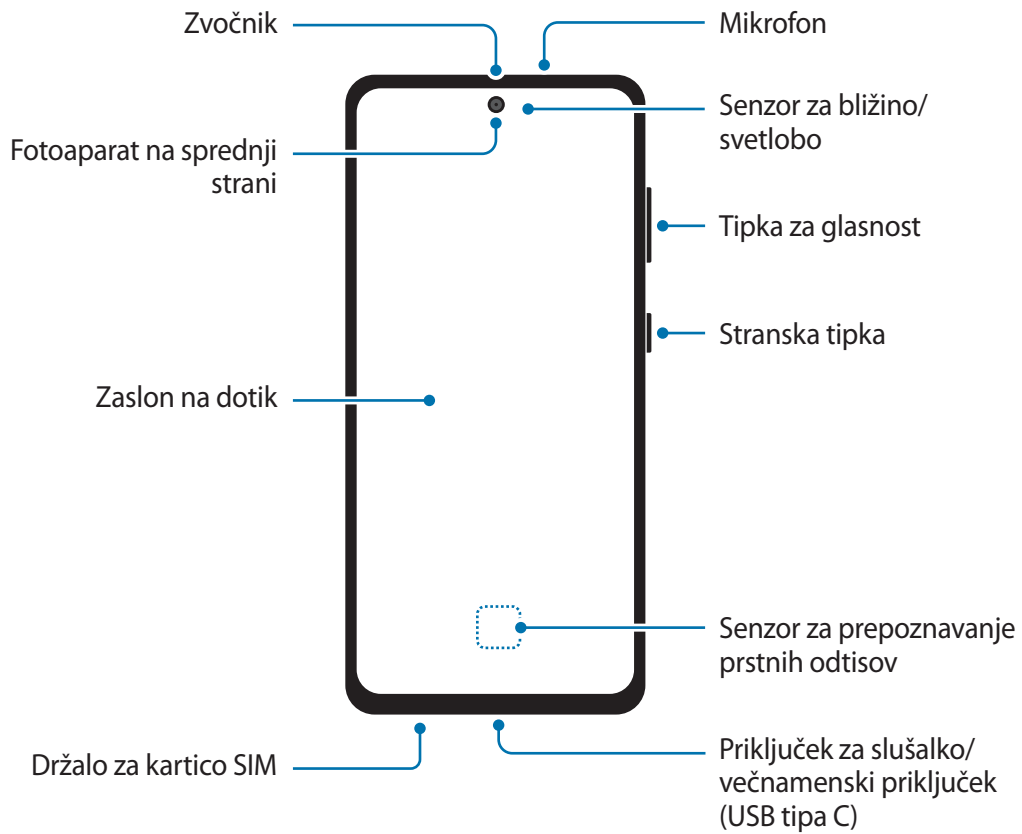 Zvočnik
Mikrofon
Senzor za bližino/
svetlobo
Fotoaparat na sprednji
strani
Tipka za glasnost
Stranska tipka
Zaslon na dotik
Senzor za prepoznavanje
prstnih odtisov
Držalo za kartico SIM
Priključek za slušalko/
večnamenski priključek
(USB tipa C)